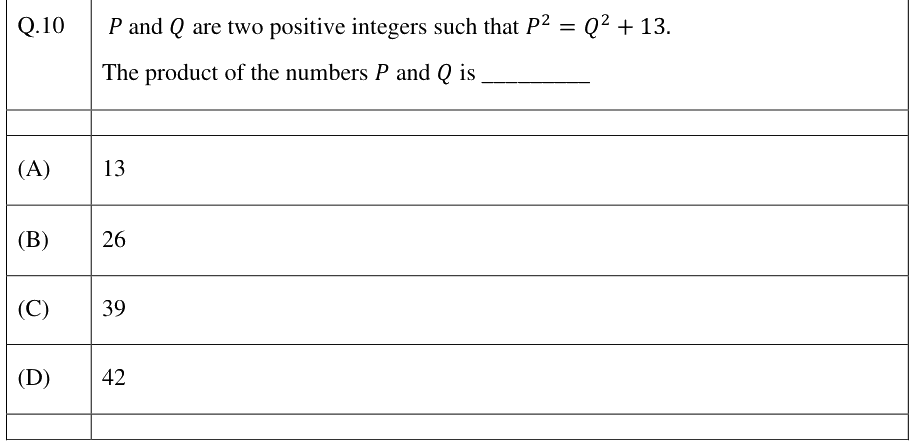 Q.10 P and Q are two positive integers such that P² = Q² + 13.
The product of the numbers P and Q is _________
(A) 13
(B) 26
(C) 39
(D) 42